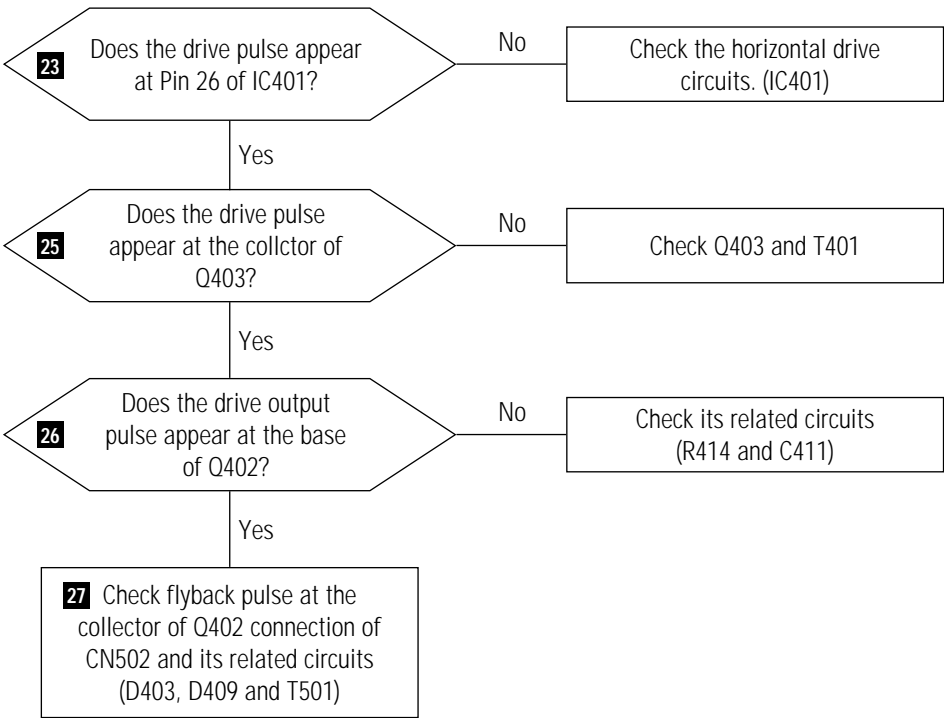 23
Does the drive pulse appear
at Pin 26 of IC401?
No
Check the horizontal drive
circuits. (IC401)
Yes
25
Does the drive pulse
appear at the collctor of
Q403?
No
Check Q403 and T401
Yes
26
Does the drive output
pulse appear at the base
of Q402?
No
Check its related circuits
(R414 and C411)
Yes
27 Check flyback pulse at the
collector of Q402 connection of
CN502 and its related circuits
(D403, D409 and T501)